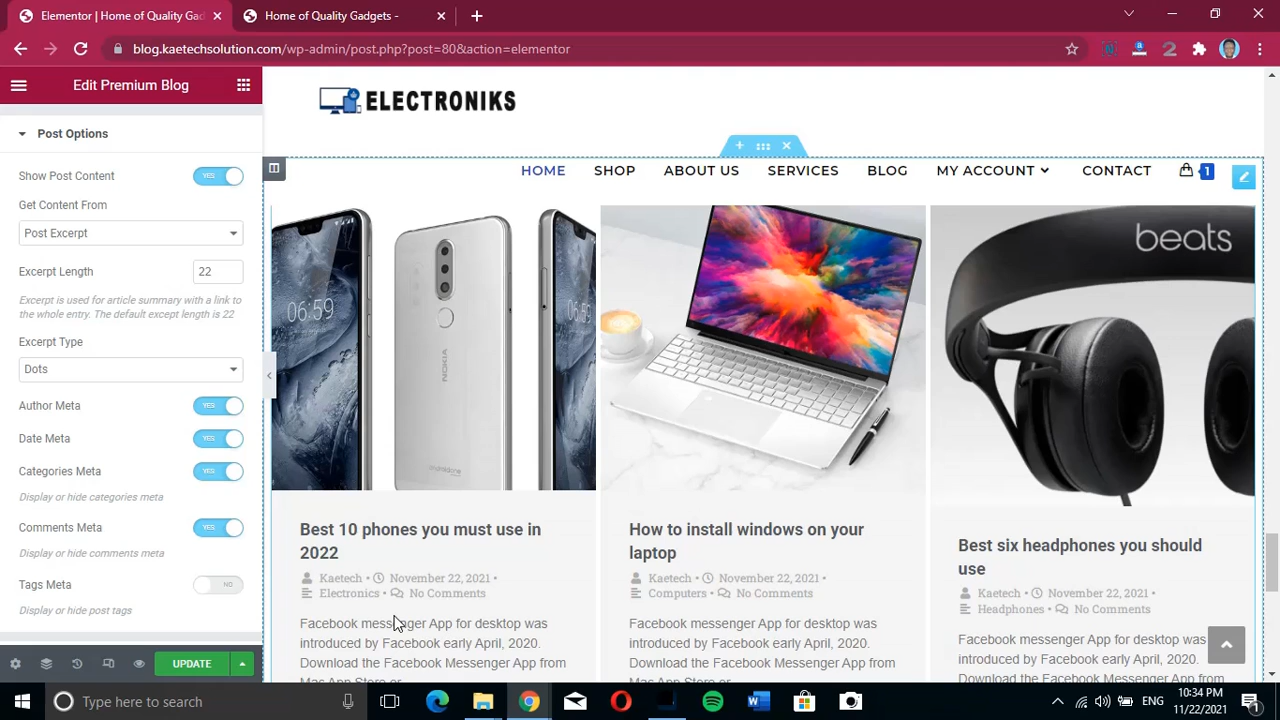 Elementor | Home of Quality Gad
Home of Quality Gadgets -
blog.kaetechsolution.com/wp-admin/post.php?post=80&action=elementor
Edit Premium Blog
Post Options
Show Post Content
YES
Get Content From
Post Excerpt
Excerpt Length
22
Excerpt is used for article summary with a link to
the whole entry. The default except length is 22
Excerpt Type
Dots
Author Meta
YES
Date Meta
YES
Categories Meta
YES
Display or hide categories meta
Comments Meta
YES
Display or hide comments meta
Tags Meta
NO
Display or hide post tags
UPDATE
ELECTRONIKS
HOME
SHOP
ABOUT US
SERVICES
BLOG
MY ACCOUNT
CONTACT
1
06:59
06:59
NOKIA
androidone
beats
Best 10 phones you must use in
2022
Kaetech • November 22, 2021 •
Electronics • No Comments
Facebook messenger App for desktop was
introduced by Facebook early April, 2020.
Download the Facebook Messenger App from
Mac App Store or
How to install windows on your
laptop
Kaetech • November 22, 2021 •
Computers • No Comments
Facebook messenger App for desktop was
introduced by Facebook early April, 2020.
Download the Facebook Messenger App from
Mac App Store or
Best six headphones you should
use
Kaetech • November 22, 2021 •
Headphones • No Comments
Facebook messenger App for desktop was
introduced by Facebook early April, 2020.
Download the Facebook Messenger App from
Type here to search
ENG
10:34 PM
11/22/2021
1